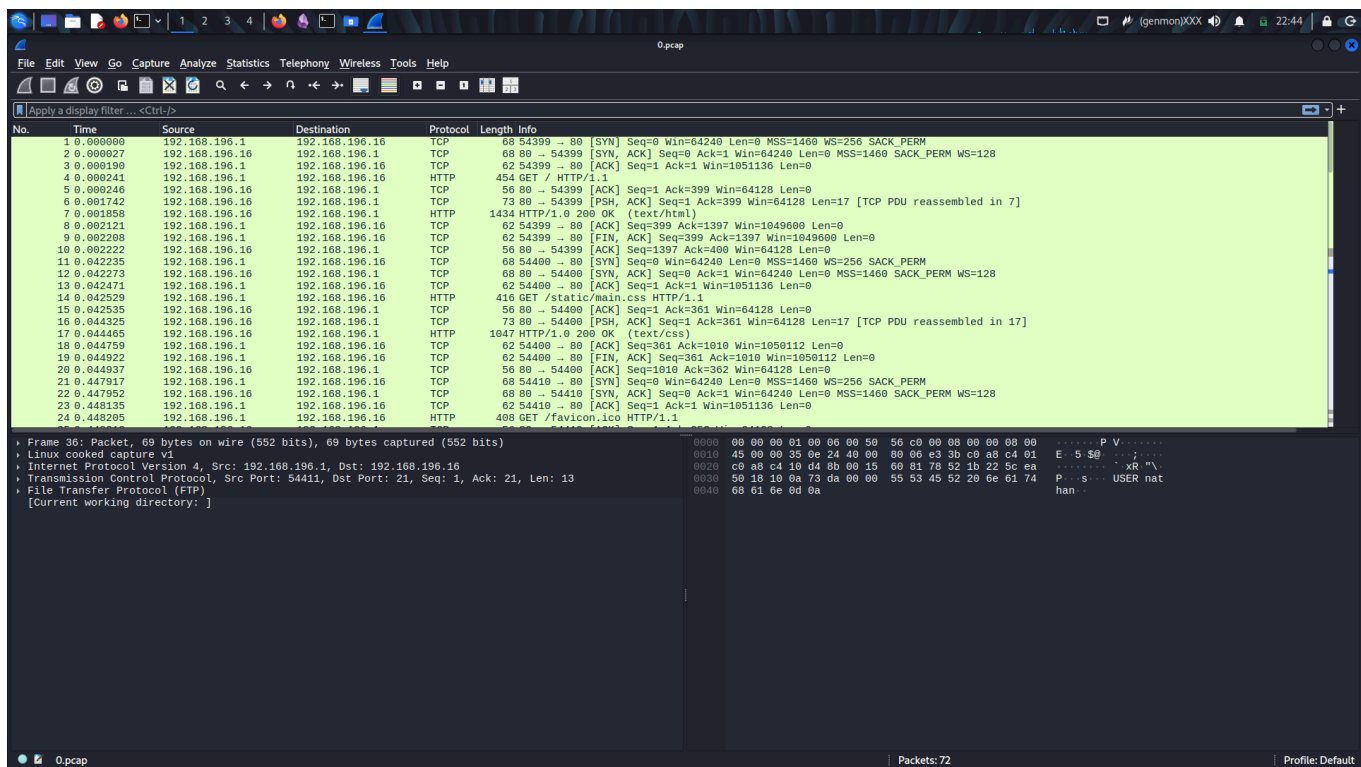 1 2 3 4 (genmon)XXX 22:44
0.pcap
File Edit View Go Capture Analyze Statistics Telephony Wireless Tools Help
Apply a display filter ... <Ctrl-/>
No. Time Source Destination Protocol Length Info
1 0.000000 192.168.196.1 192.168.196.16 TCP 68 54399 → 80 [SYN] Seq=0 Win=64240 Len=0 MSS=1460 WS=256 SACK_PERM
2 0.000027 192.168.196.16 192.168.196.1 TCP 68 80 → 54399 [SYN, ACK] Seq=0 Ack=1 Win=64240 Len=0 MSS=1460 SACK_PERM WS=128
3 0.000190 192.168.196.1 192.168.196.16 TCP 62 54399 → 80 [ACK] Seq=1 Ack=1 Win=1051136 Len=0
4 0.000241 192.168.196.1 192.168.196.16 HTTP 454 GET / HTTP/1.1
5 0.000246 192.168.196.16 192.168.196.1 TCP 56 80 → 54399 [ACK] Seq=1 Ack=399 Win=64128 Len=0
6 0.001742 192.168.196.16 192.168.196.1 TCP 73 80 → 54399 [PSH, ACK] Seq=1 Ack=399 Win=64128 Len=17 [TCP PDU reassembled in 7]
7 0.001858 192.168.196.16 192.168.196.1 HTTP 1434 HTTP/1.0 200 OK (text/html)
8 0.002121 192.168.196.1 192.168.196.16 TCP 62 54399 → 80 [ACK] Seq=399 Ack=1397 Win=1049600 Len=0
9 0.002208 192.168.196.1 192.168.196.16 TCP 62 54399 → 80 [FIN, ACK] Seq=399 Ack=1397 Win=1049600 Len=0
10 0.002222 192.168.196.16 192.168.196.1 TCP 56 80 → 54399 [ACK] Seq=1397 Ack=400 Win=64128 Len=0
11 0.042235 192.168.196.1 192.168.196.16 TCP 68 54400 → 80 [SYN] Seq=0 Win=64240 Len=0 MSS=1460 WS=256 SACK_PERM
12 0.042273 192.168.196.16 192.168.196.1 TCP 68 80 → 54400 [SYN, ACK] Seq=0 Ack=1 Win=64240 Len=0 MSS=1460 SACK_PERM WS=128
13 0.042471 192.168.196.1 192.168.196.16 TCP 62 54400 → 80 [ACK] Seq=1 Ack=1 Win=1051136 Len=0
14 0.042529 192.168.196.1 192.168.196.16 HTTP 416 GET /static/main.css HTTP/1.1
15 0.042535 192.168.196.16 192.168.196.1 TCP 56 80 → 54400 [ACK] Seq=1 Ack=361 Win=64128 Len=0
16 0.044325 192.168.196.16 192.168.196.1 TCP 73 80 → 54400 [PSH, ACK] Seq=1 Ack=361 Win=64128 Len=17 [TCP PDU reassembled in 17]
17 0.044465 192.168.196.16 192.168.196.1 HTTP 1047 HTTP/1.0 200 OK (text/css)
18 0.044759 192.168.196.1 192.168.196.16 TCP 62 54400 → 80 [ACK] Seq=361 Ack=1010 Win=1050112 Len=0
19 0.044922 192.168.196.1 192.168.196.16 TCP 62 54400 → 80 [FIN, ACK] Seq=361 Ack=1010 Win=1050112 Len=0
20 0.044937 192.168.196.16 192.168.196.1 TCP 56 80 → 54400 [ACK] Seq=1010 Ack=362 Win=64128 Len=0
21 0.447917 192.168.196.1 192.168.196.16 TCP 68 54410 → 80 [SYN] Seq=0 Win=64240 Len=0 MSS=1460 WS=256 SACK_PERM
22 0.447952 192.168.196.16 192.168.196.1 TCP 68 80 → 54410 [SYN, ACK] Seq=0 Ack=1 Win=64240 Len=0 MSS=1460 SACK_PERM WS=128
23 0.448135 192.168.196.1 192.168.196.16 TCP 62 54410 → 80 [ACK] Seq=1 Ack=1 Win=1051136 Len=0
24 0.448205 192.168.196.1 192.168.196.16 HTTP 408 GET /favicon.ico HTTP/1.1
Frame 36: Packet, 69 bytes on wire (552 bits), 69 bytes captured (552 bits)
Linux cooked capture v1
Internet Protocol Version 4, Src: 192.168.196.1, Dst: 192.168.196.16
Transmission Control Protocol, Src Port: 54411, Dst Port: 21, Seq: 1, Ack: 21, Len: 13
File Transfer Protocol (FTP)
[Current working directory: ]
0000 00 00 00 01 00 06 00 50 56 c0 00 08 00 00 08 00 ·······P V·······
0010 45 00 00 35 0e 24 40 00 80 06 e3 3b c0 a8 c4 01 E··5·$@· ···;····
0020 c0 a8 c4 10 d4 8b 00 15 60 81 78 52 1b 22 5c ea ········ `·xR·"\·
0030 50 18 10 0a 73 da 00 00 55 53 45 52 20 6e 61 74 P···s··· USER nat
0040 68 61 6e 0d 0a han··
0.pcap Packets: 72 Profile: Default